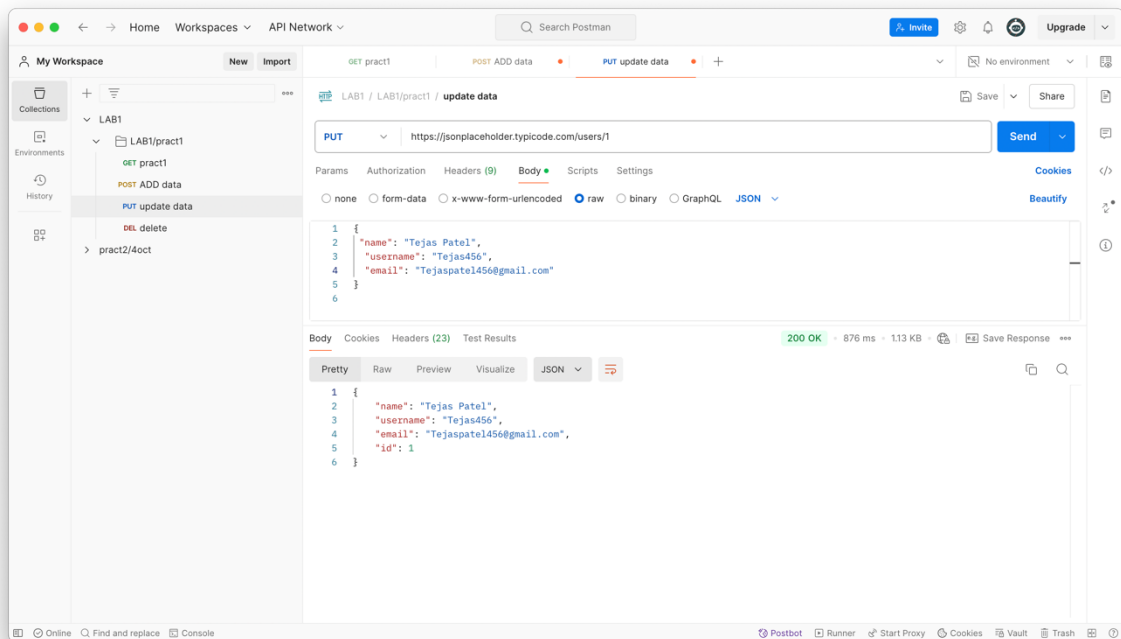 Home Workspaces API Network Search Postman Invite Upgrade
My Workspace New Import GET pract1 POST ADD data PUT update data No environment
Collections
Environments
History
LAB1
LAB1/pract1
GET pract1
POST ADD data
PUT update data
DEL delete
pract2/4oct
HTTP LAB1 / LAB1/pract1 / update data Save Share
PUT https://jsonplaceholder.typicode.com/users/1 Send
Params Authorization Headers (9) Body Scripts Settings Cookies
none form-data x-www-form-urlencoded raw binary GraphQL JSON Beautify
1 {
2 "name": "Tejas Patel",
3 "username": "Tejas456",
4 "email": "Tejaspatel456@gmail.com"
5 }
6
Body Cookies Headers (23) Test Results 200 OK 876 ms 1.13 KB Save Response
Pretty Raw Preview Visualize JSON
1 {
2 "name": "Tejas Patel",
3 "username": "Tejas456",
4 "email": "Tejaspatel456@gmail.com",
5 "id": 1
6 }
Online Find and replace Console Postbot Runner Start Proxy Cookies Vault Trash